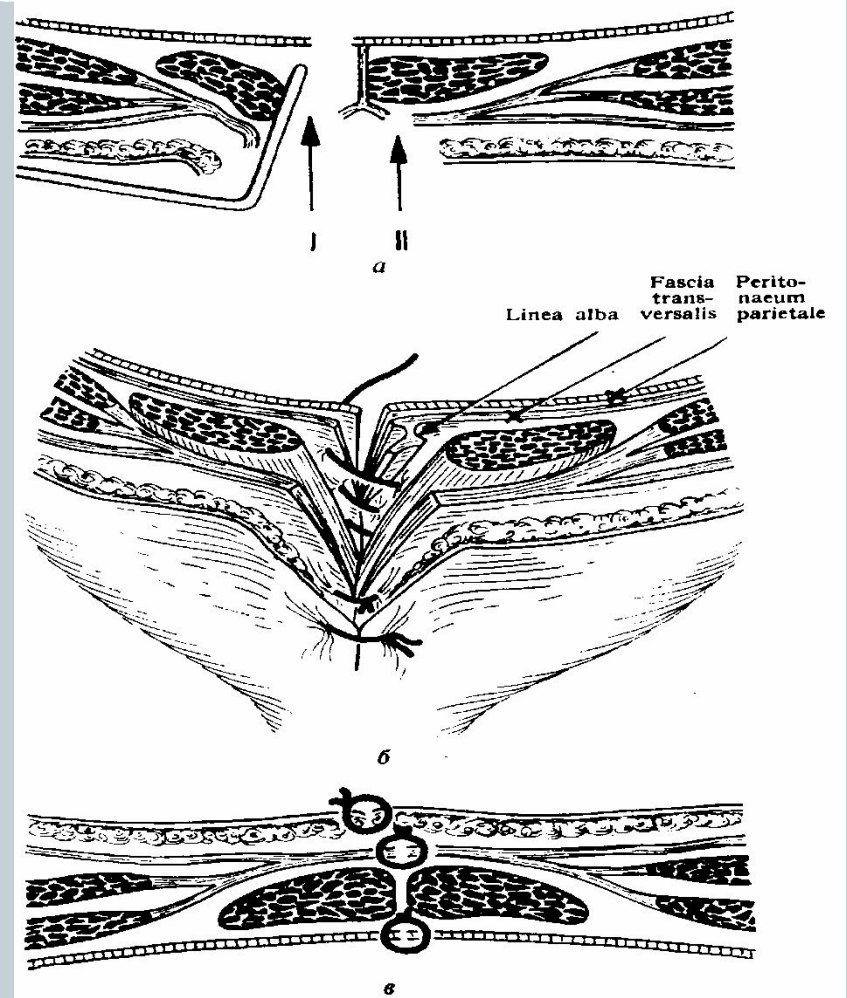 I II
а
Fascia Perito-
trans- naeum
Linea alba versalis parietale
б
в